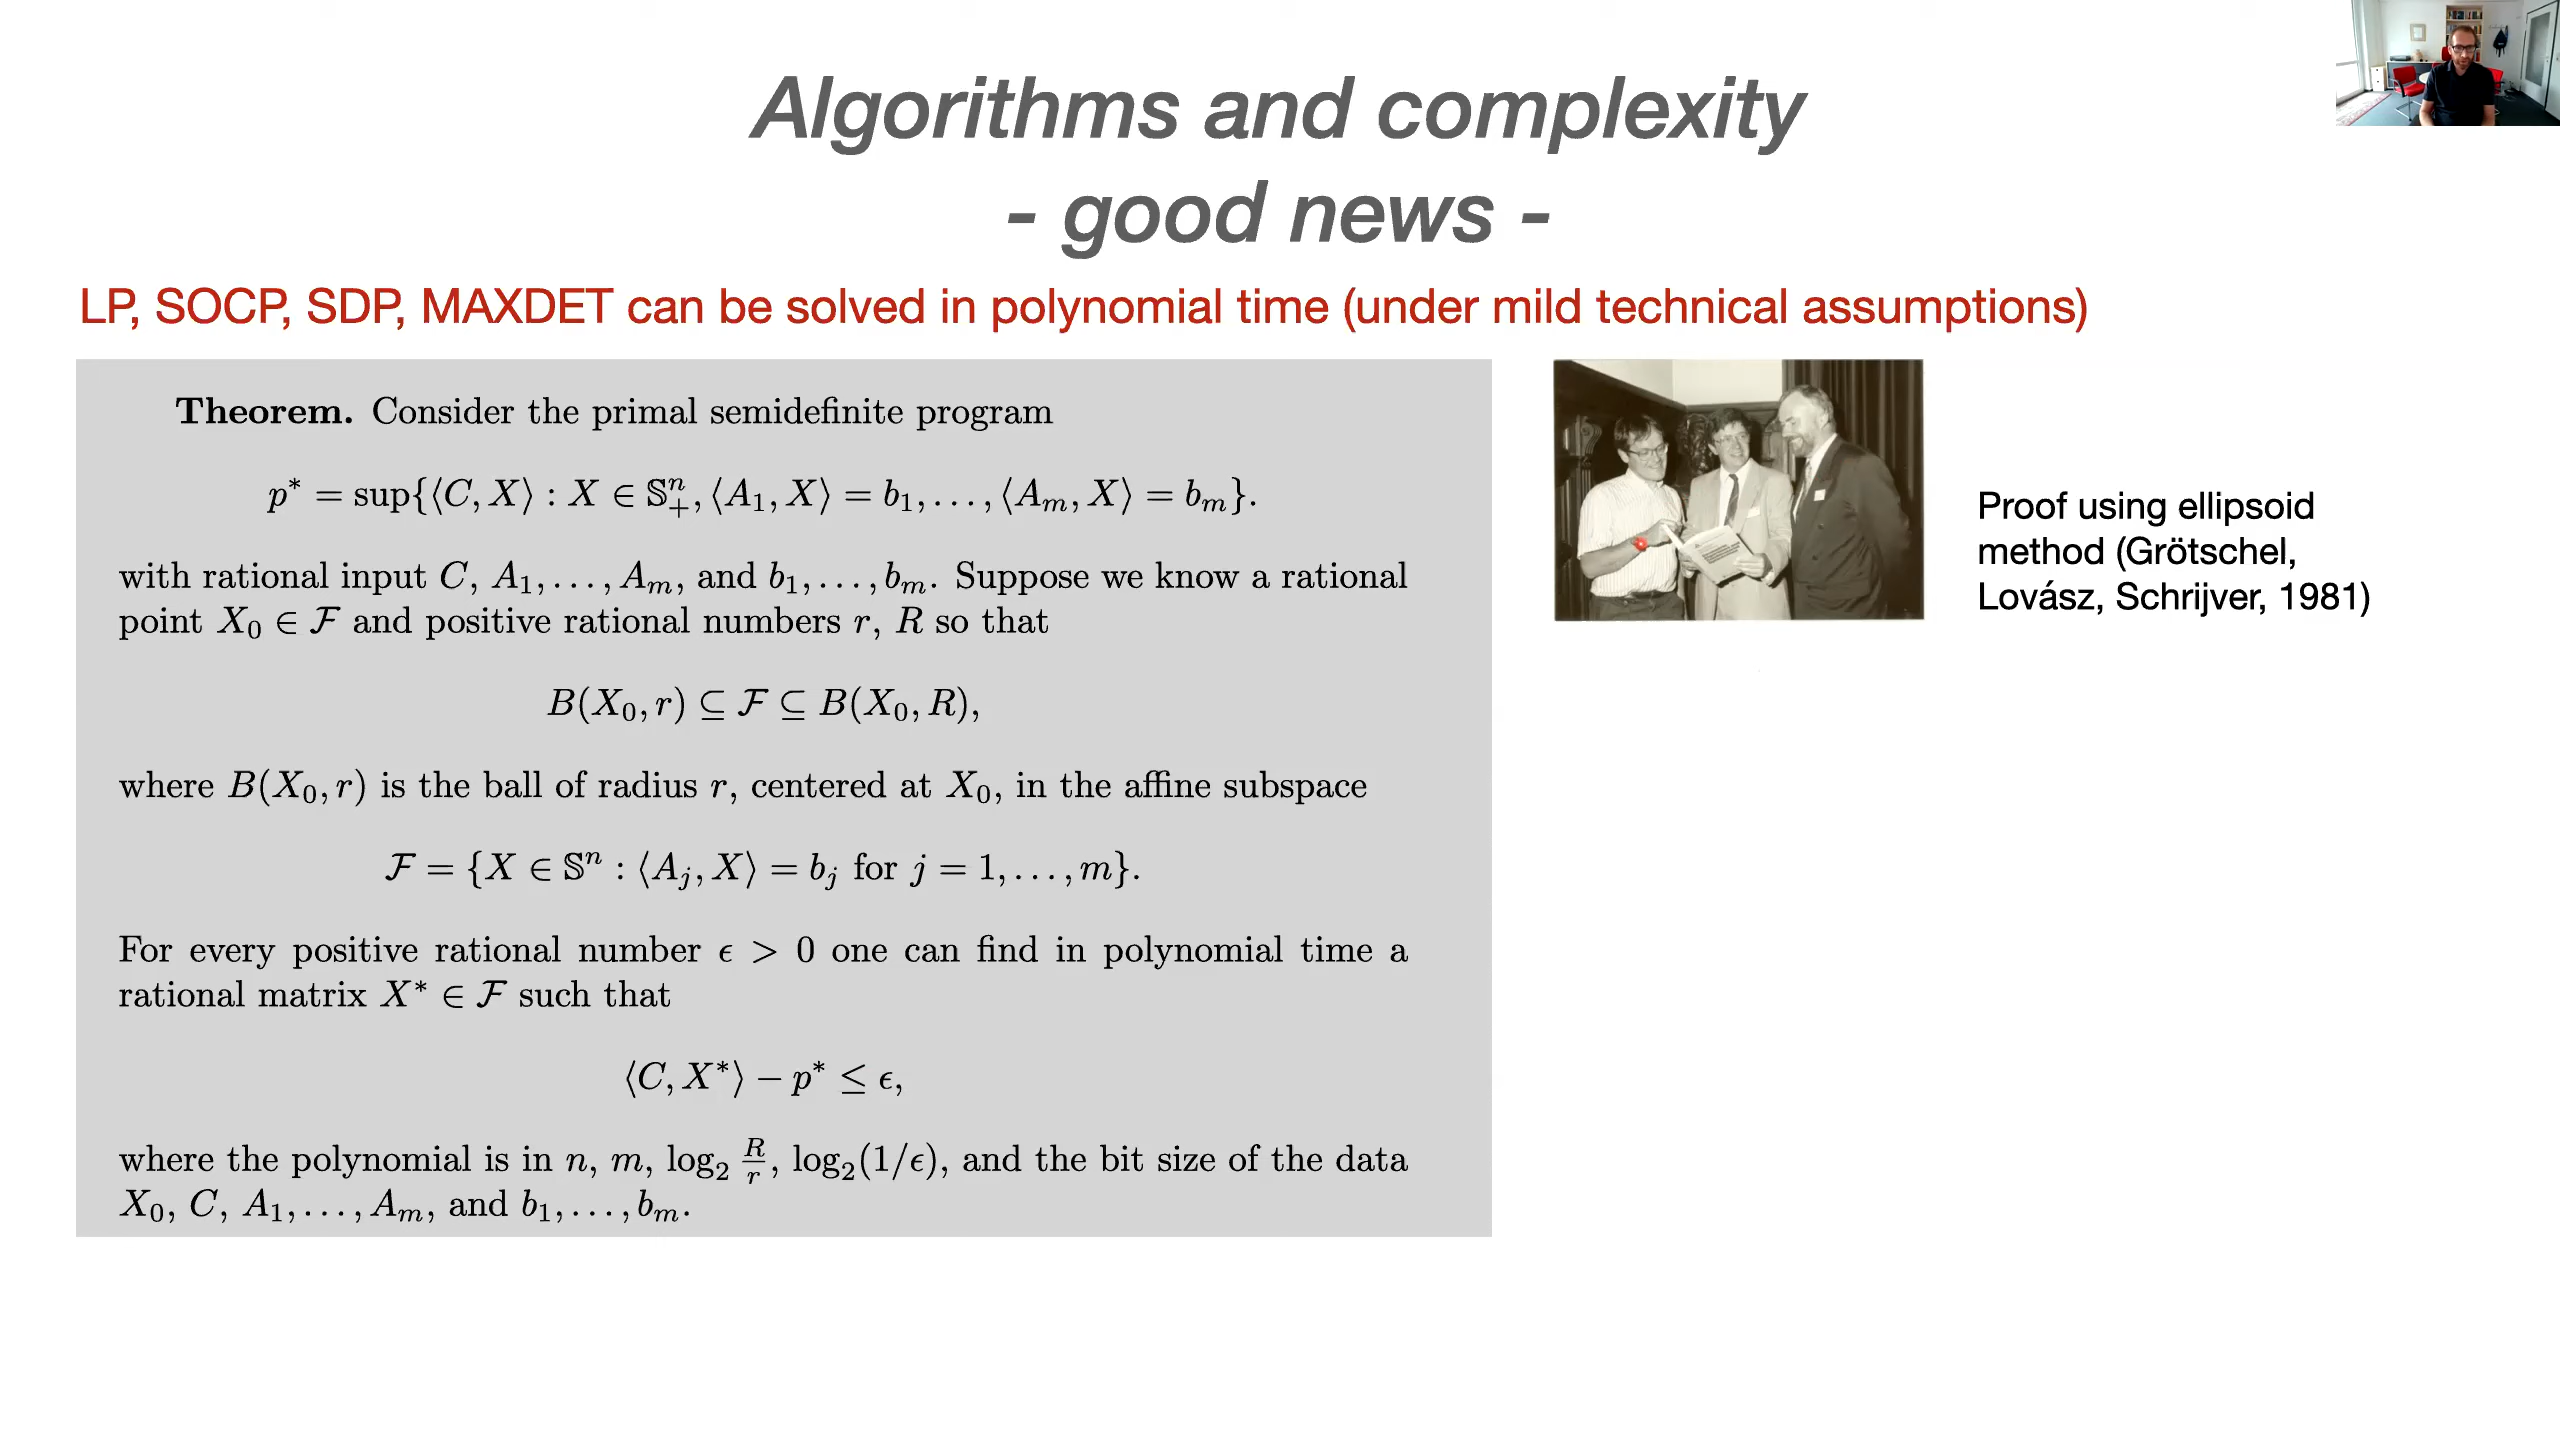 Algorithms and complexity
- good news -
LP, SOCP, SDP, MAXDET can be solved in polynomial time (under mild technical assumptions)
Theorem. Consider the primal semidefinite program
p* = sup{⟨C, X⟩ : X ∈ 𝕊ⁿ₊, ⟨A₁, X⟩ = b₁, . . . , ⟨Aₘ, X⟩ = bₘ}.
with rational input C, A₁, . . . , Aₘ, and b₁, . . . , bₘ. Suppose we know a rational
point X₀ ∈ ℱ and positive rational numbers r, R so that
B(X₀, r) ⊆ ℱ ⊆ B(X₀, R),
where B(X₀, r) is the ball of radius r, centered at X₀, in the affine subspace
ℱ = {X ∈ 𝕊ⁿ : ⟨Aⱼ, X⟩ = bⱼ for j = 1, . . . , m}.
For every positive rational number ϵ > 0 one can find in polynomial time a
rational matrix X* ∈ ℱ such that
⟨C, X*⟩ − p* ≤ ϵ,
where the polynomial is in n, m, log₂ R/r, log₂(1/ϵ), and the bit size of the data
X₀, C, A₁, . . . , Aₘ, and b₁, . . . , bₘ.
Proof using ellipsoid
method (Grötschel,
Lovász, Schrijver, 1981)